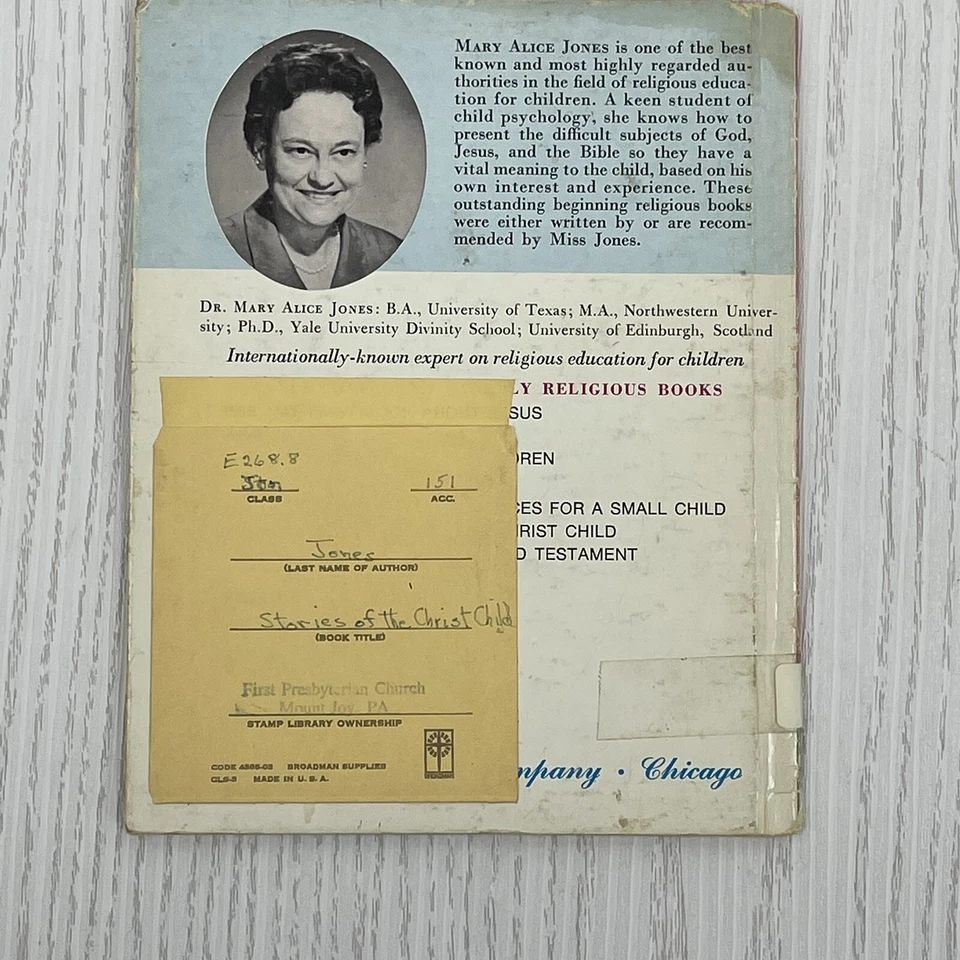 MARY ALICE JONES is one of the best
known and most highly regarded au-
thorities in the field of religious educa-
tion for children. A keen student of
child psychology, she knows how to
present the difficult subjects of God,
Jesus, and the Bible so they have a
vital meaning to the child, based on his
own interest and experience. These
outstanding beginning religious books
were either written by or are recom-
mended by Miss Jones.
DR. MARY ALICE JONES: B.A., University of Texas; M.A., Northwestern Univer-
sity; Ph.D., Yale University Divinity School; University of Edinburgh, Scotland
Internationally-known expert on religious education for children
LY RELIGIOUS BOOKS
SUS
DREN
CES FOR A SMALL CHILD
HRIST CHILD
D TESTAMENT
mpany • Chicago
E268.8
Jon 151
CLASS ACC.
Jones
(LAST NAME OF AUTHOR)
Stories of the Christ Child
(BOOK TITLE)
First Presbyterian Church
Mount Joy, PA
STAMP LIBRARY OWNERSHIP
CODE 4386-03 BROADMAN SUPPLIES
CLS-3 MADE IN U.S.A.